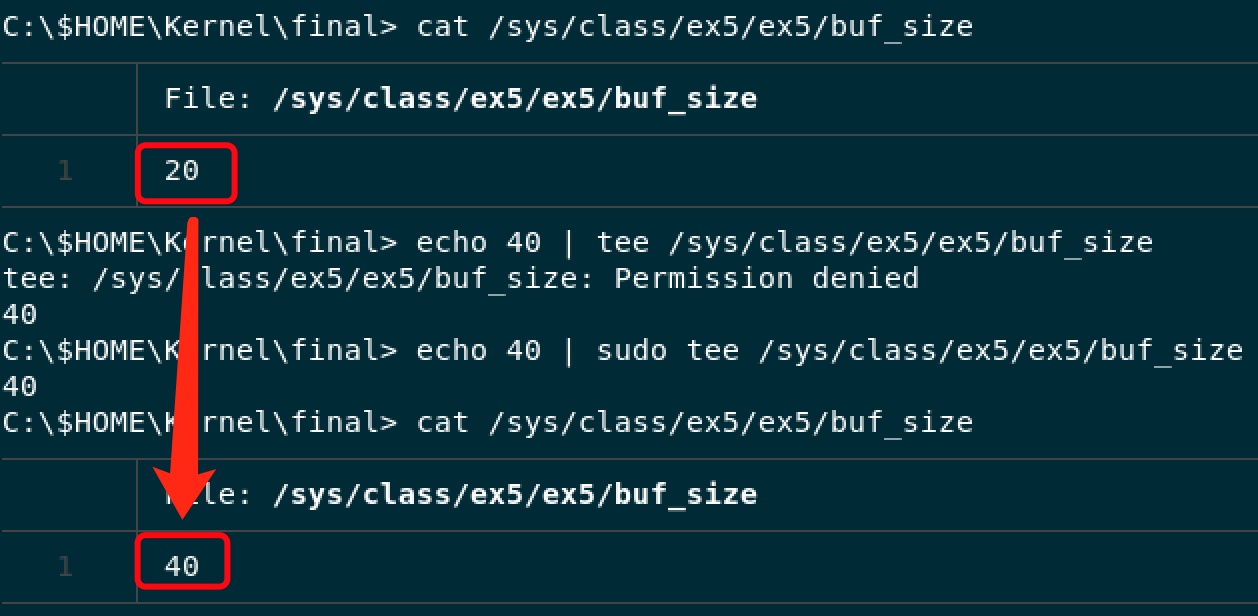 C:\$HOME\Kernel\final> cat /sys/class/ex5/ex5/buf_size
File: /sys/class/ex5/ex5/buf_size
1 20
C:\$HOME\Kernel\final> echo 40 | tee /sys/class/ex5/ex5/buf_size
tee: /sys/class/ex5/ex5/buf_size: Permission denied
40
C:\$HOME\Kernel\final> echo 40 | sudo tee /sys/class/ex5/ex5/buf_size
40
C:\$HOME\Kernel\final> cat /sys/class/ex5/ex5/buf_size
File: /sys/class/ex5/ex5/buf_size
1 40